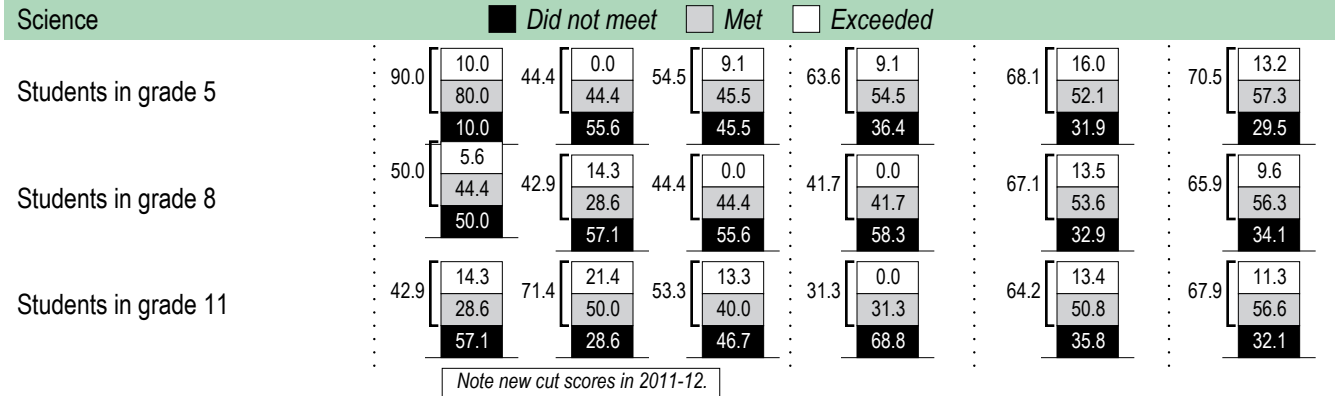 Science Did not meet Met Exceeded
Students in grade 5
90.0 10.0 80.0 10.0
44.4 0.0 44.4 55.6
54.5 9.1 45.5 45.5
63.6 9.1 54.5 36.4
68.1 16.0 52.1 31.9
70.5 13.2 57.3 29.5
Students in grade 8
50.0 5.6 44.4 50.0
42.9 14.3 28.6 57.1
44.4 0.0 44.4 55.6
41.7 0.0 41.7 58.3
67.1 13.5 53.6 32.9
65.9 9.6 56.3 34.1
Students in grade 11
42.9 14.3 28.6 57.1
71.4 21.4 50.0 28.6
53.3 13.3 40.0 46.7
31.3 0.0 31.3 68.8
64.2 13.4 50.8 35.8
67.9 11.3 56.6 32.1
Note new cut scores in 2011-12.